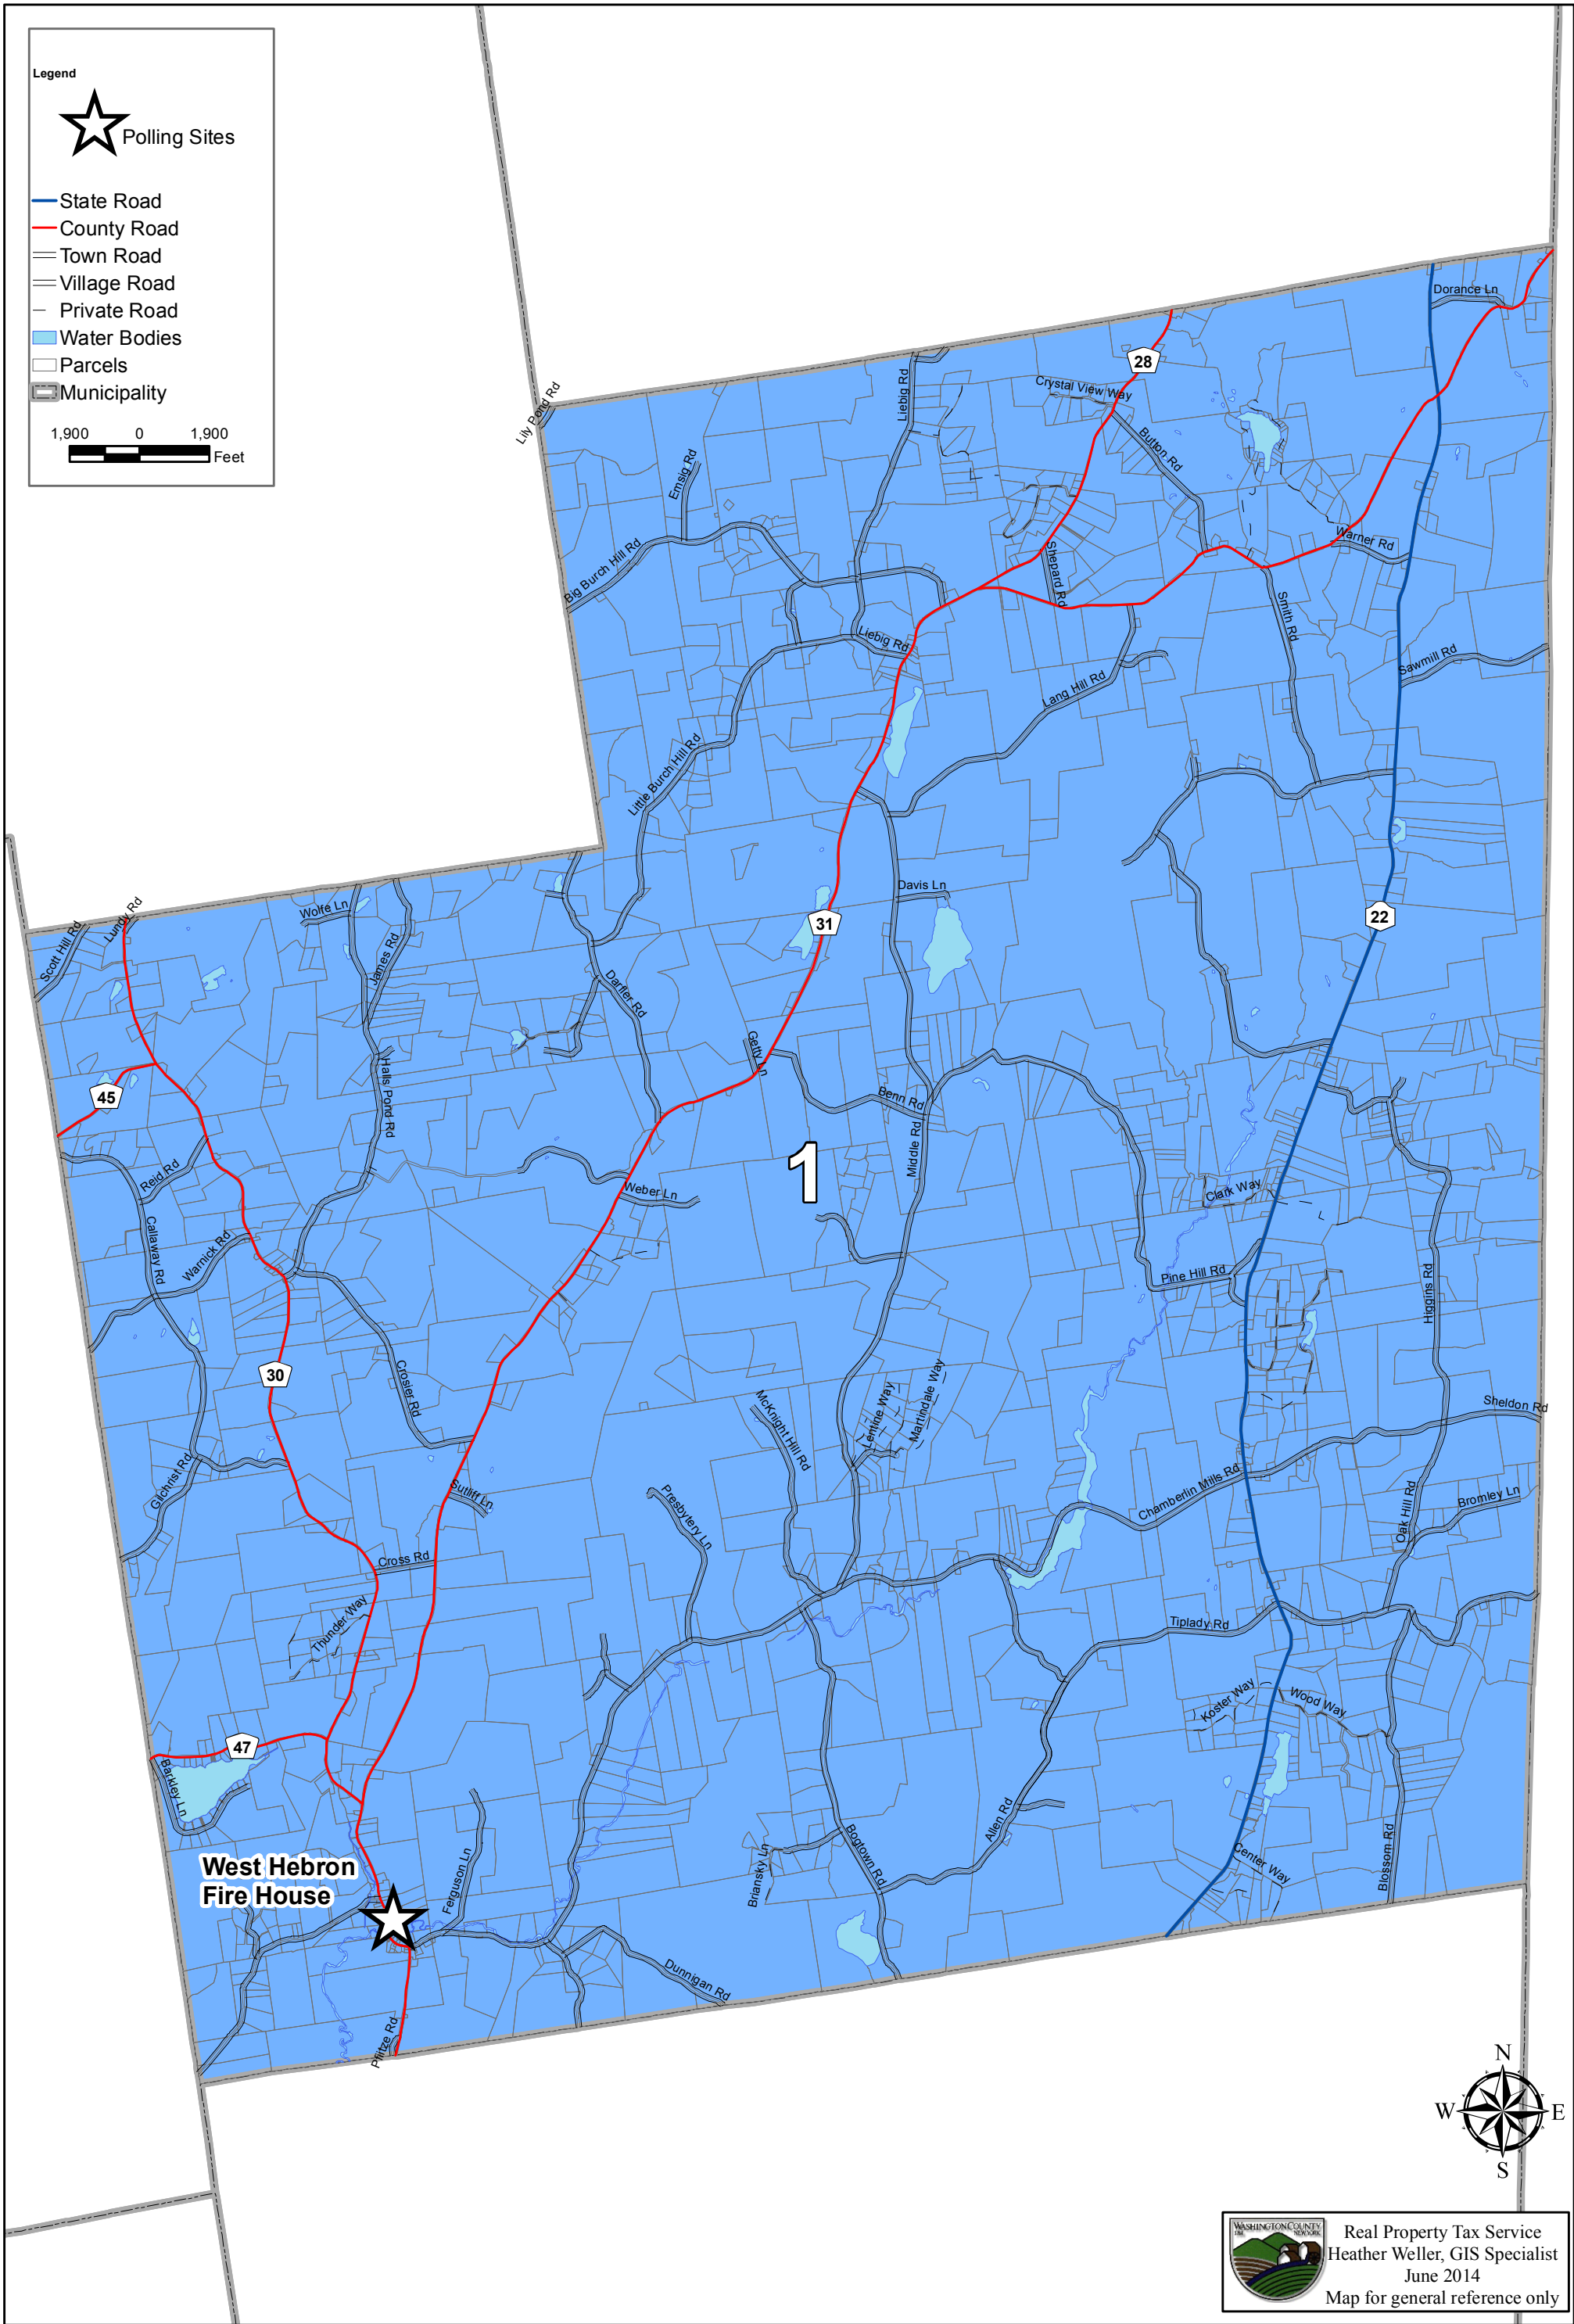 Legend
Polling Sites
State Road
County Road
Town Road
Village Road
Private Road
Water Bodies
Parcels
Municipality
1,900 0 1,900
Feet
Dorance Ln
28
Crystal View Way
Liebig Rd
Lily Pond Rd
Button Rd
Emsig Rd
Warner Rd
Big Burch Hill Rd
Shepard Rd
Smith Rd
Liebig Rd
Sawmill Rd
Lang Hill Rd
Little Burch Hill Rd
Davis Ln
Wolfe Ln
31
22
Lundy Rd
Scott Hill Rd
James Rd
Darfler Rd
Getty Ln
45
Halls Pond Rd
Benn Rd
Middle Rd
1
Reid Rd
Weber Ln
Clark Way
Callaway Rd
Warnick Rd
Pine Hill Rd
Higgins Rd
30
Crosier Rd
McKnight Hill Rd
Lentine Way
Martindale Way
Sheldon Rd
Gilchrist Rd
Sutliff Ln
Presbytery Ln
Chamberlin Mills Rd
Oak Hill Rd
Bromley Ln
Cross Rd
Thunder Way
Tiplady Rd
Koster Way
Wood Way
47
Barkley Ln
Allen Rd
Bogtown Rd
Briansky Ln
Center Way
Blossom Rd
West Hebron
Fire House
Ferguson Ln
Dunnigan Rd
Pfitze Rd
N
W E
S
WASHINGTON COUNTY
NEW YORK
Real Property Tax Service
Heather Weller, GIS Specialist
June 2014
Map for general reference only